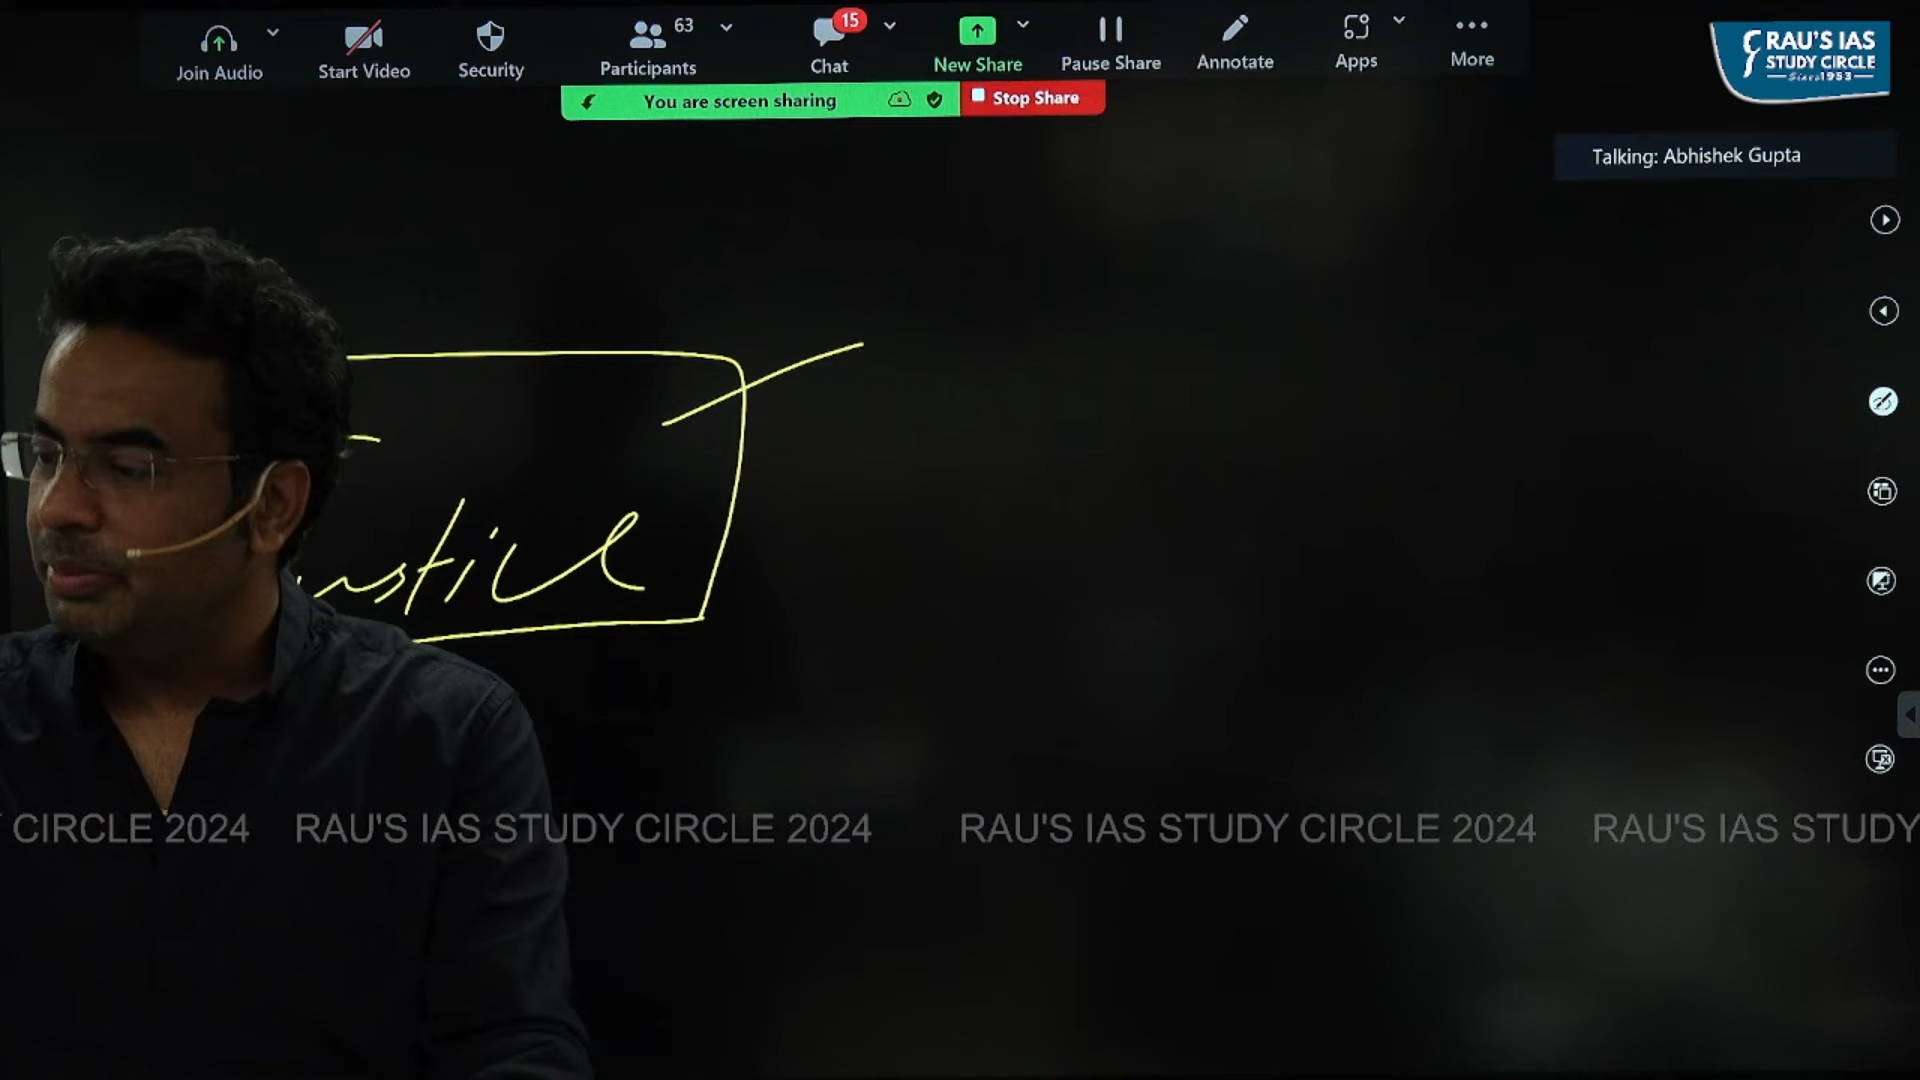 63
15
Join Audio
Start Video
Security
Participants
Chat
New Share
Pause Share
Annotate
Apps
More
You are screen sharing
Stop Share
RAU'S IAS
STUDY CIRCLE
Since 1953
Talking: Abhishek Gupta
CIRCLE 2024 RAU'S IAS STUDY CIRCLE 2024 RAU'S IAS STUDY CIRCLE 2024 RAU'S IAS STUDY